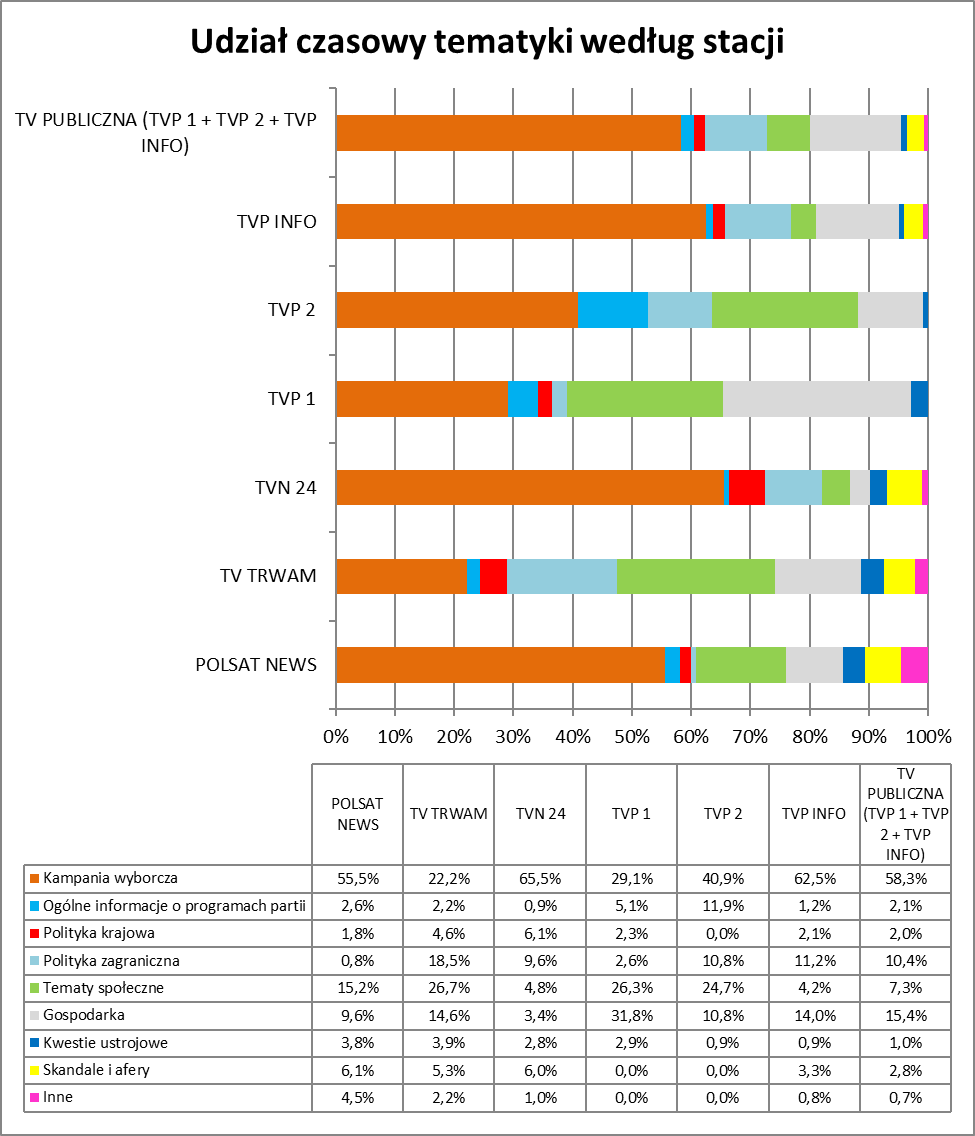 Udział czasowy tematyki według stacji
TV PUBLICZNA (TVP 1 + TVP 2 + TVP
INFO)
TVP INFO
TVP 2
TVP 1
TVN 24
TV TRWAM
POLSAT NEWS
0% 10% 20% 30% 40% 50% 60% 70% 80% 90% 100%
POLSAT NEWS TV TRWAM TVN 24 TVP 1 TVP 2 TVP INFO TV PUBLICZNA (TVP 1 + TVP 2 + TVP INFO)
Kampania wyborcza 55,5% 22,2% 65,5% 29,1% 40,9% 62,5% 58,3%
Ogólne informacje o programach partii 2,6% 2,2% 0,9% 5,1% 11,9% 1,2% 2,1%
Polityka krajowa 1,8% 4,6% 6,1% 2,3% 0,0% 2,1% 2,0%
Polityka zagraniczna 0,8% 18,5% 9,6% 2,6% 10,8% 11,2% 10,4%
Tematy społeczne 15,2% 26,7% 4,8% 26,3% 24,7% 4,2% 7,3%
Gospodarka 9,6% 14,6% 3,4% 31,8% 10,8% 14,0% 15,4%
Kwestie ustrojowe 3,8% 3,9% 2,8% 2,9% 0,9% 0,9% 1,0%
Skandale i afery 6,1% 5,3% 6,0% 0,0% 0,0% 3,3% 2,8%
Inne 4,5% 2,2% 1,0% 0,0% 0,0% 0,8% 0,7%